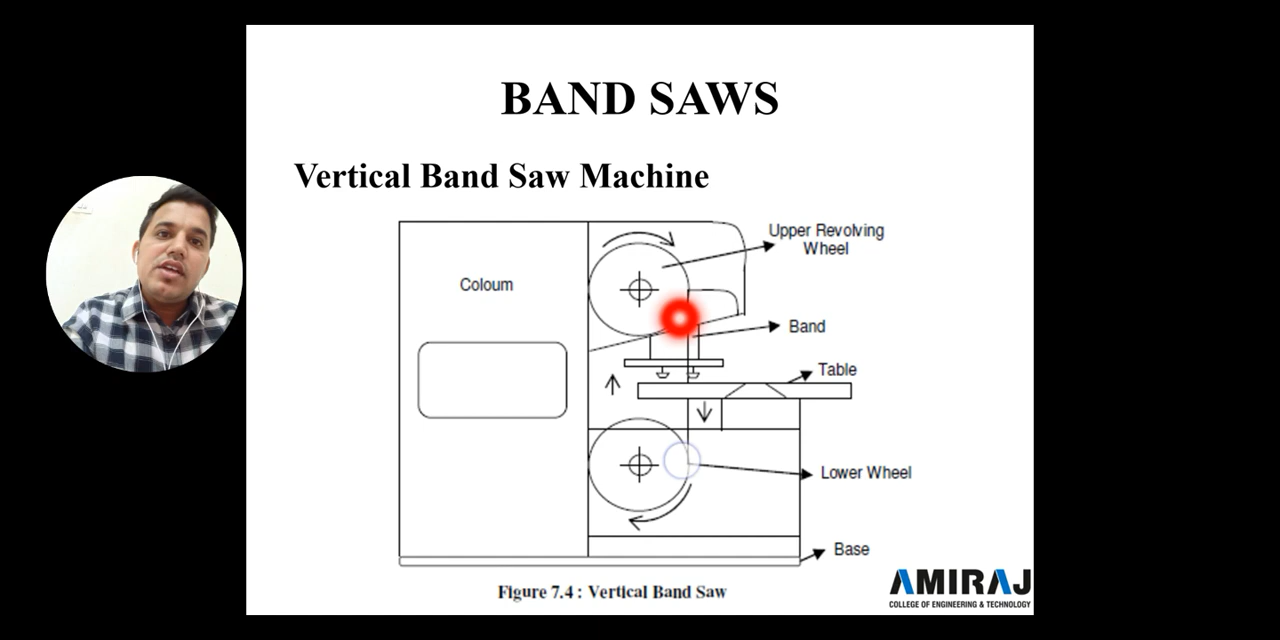 BAND SAWS
Vertical Band Saw Machine
Upper Revolving
Wheel
Coloum
Band
Table
Lower Wheel
Base
Figure 7.4 : Vertical Band Saw
AMIRAJ
COLLEGE OF ENGINEERING & TECHNOLOGY